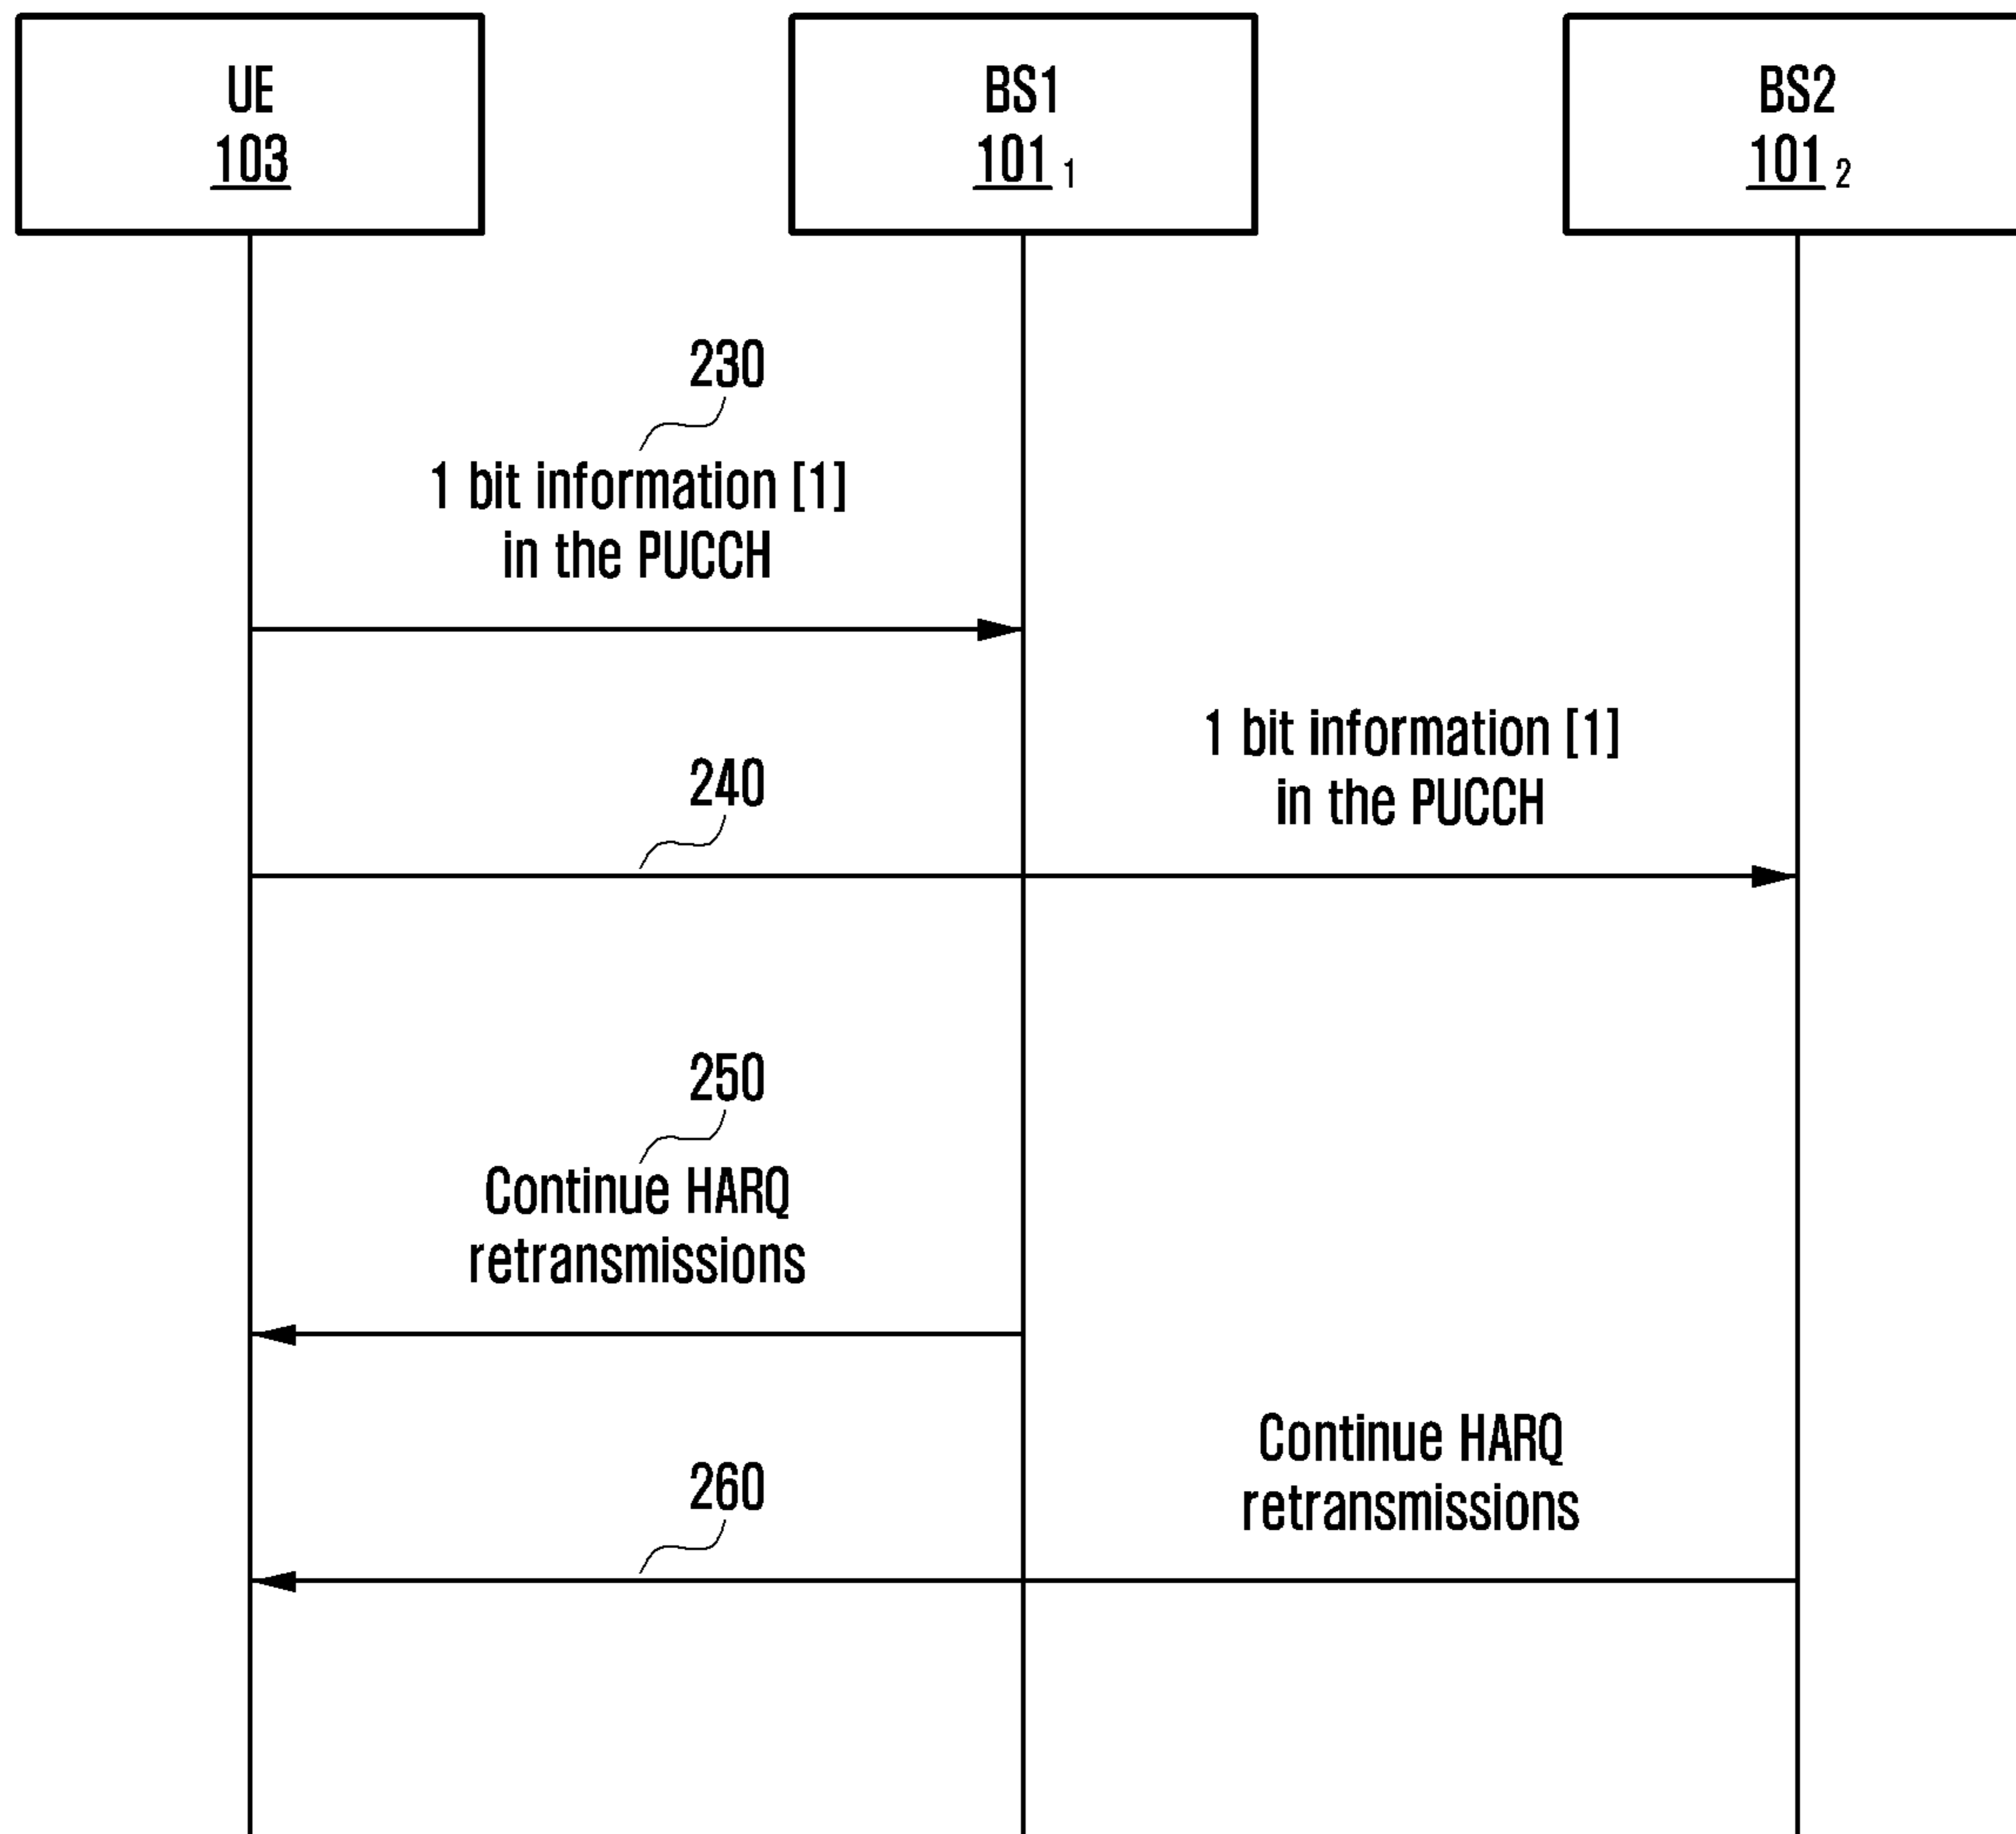 UE
103
BS1
101 1
BS2
101 2
230
1 bit information [1]
in the PUCCH
1 bit information [1]
in the PUCCH
240
250
Continue HARQ
retransmissions
Continue HARQ
retransmissions
260